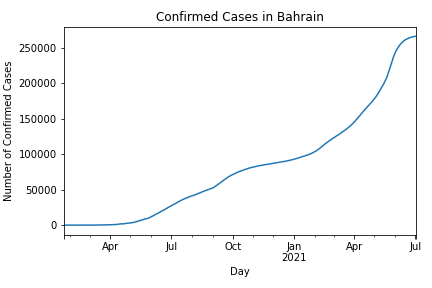 Confirmed Cases in Bahrain
Number of Confirmed Cases
250000
200000
150000
100000
50000
0
Apr
Jul
Oct
Jan
2021
Apr
Jul
Day